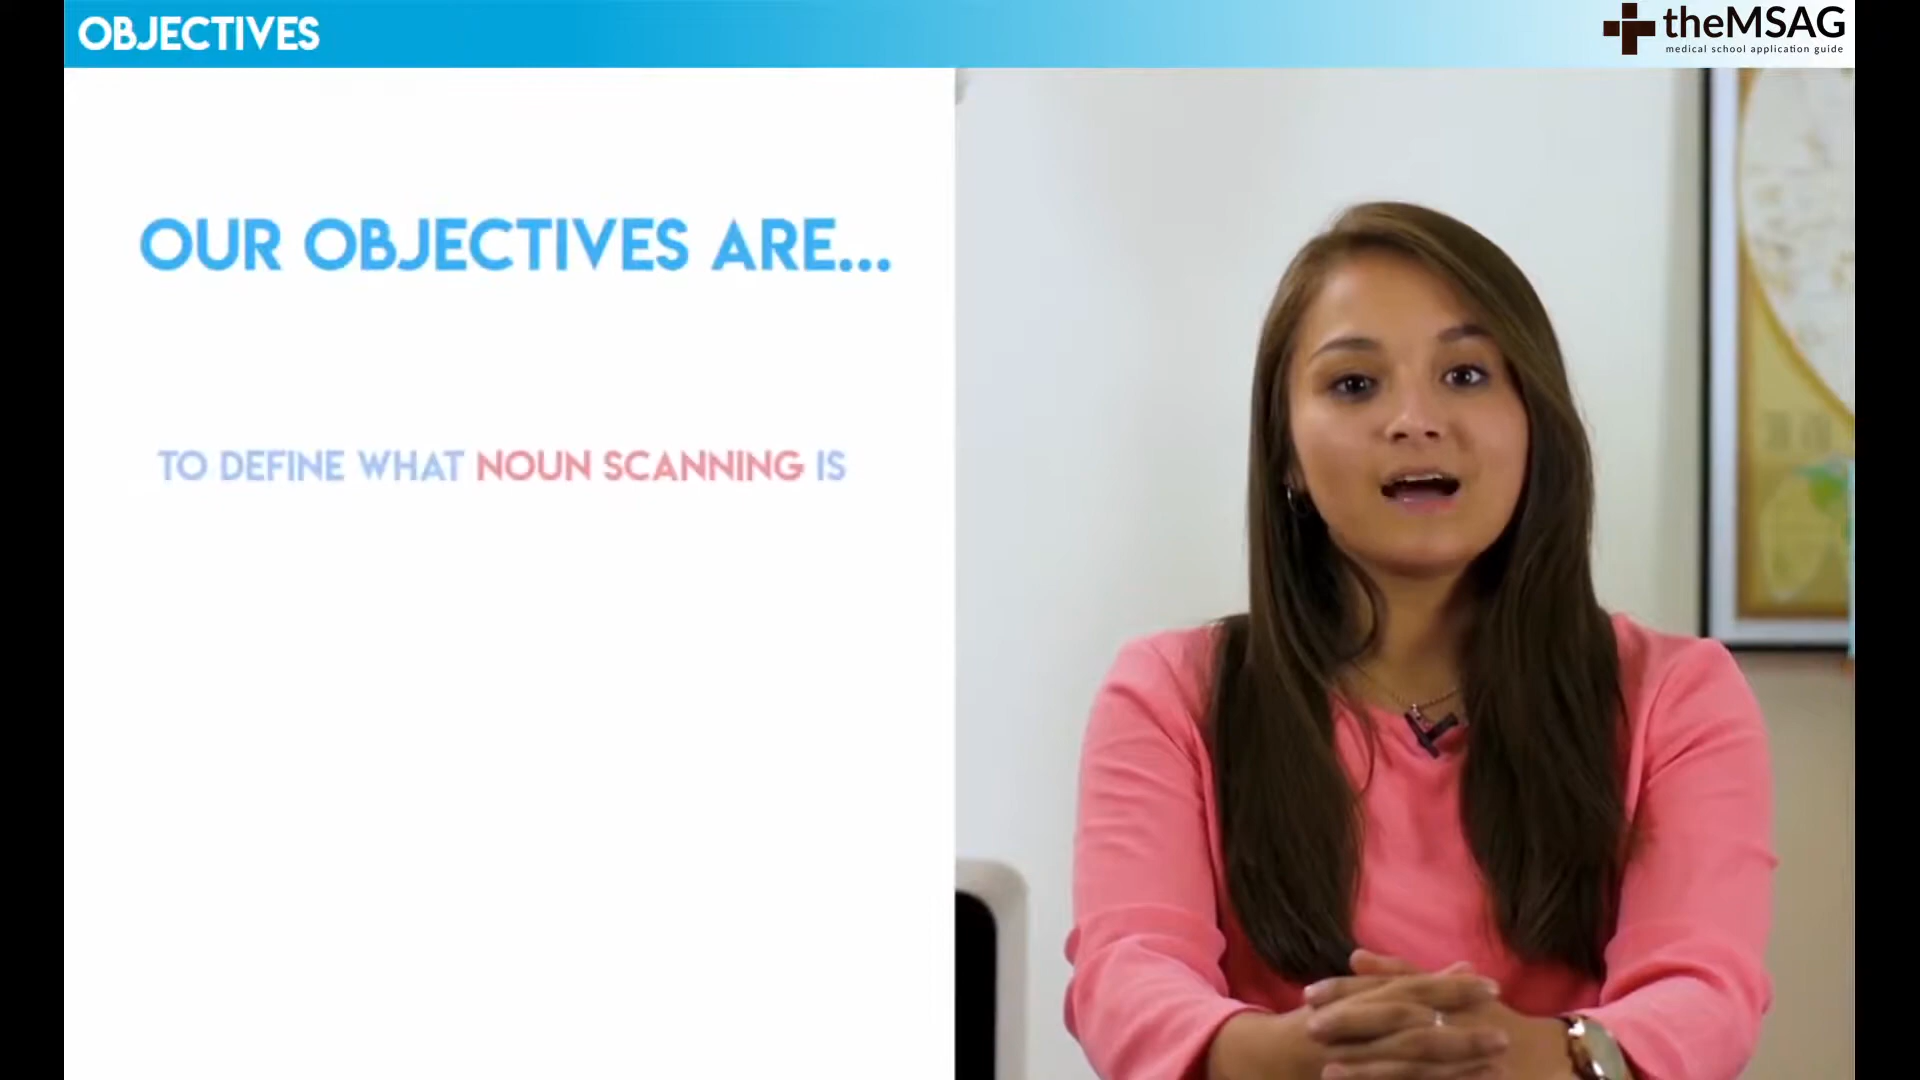 OBJECTIVES
theMSAG
medical school application guide
OUR OBJECTIVES ARE...
TO DEFINE WHAT NOUN SCANNING IS